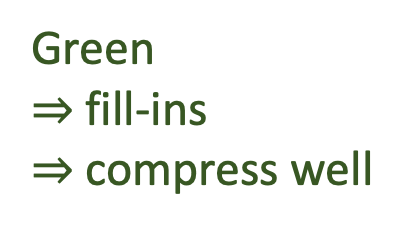 Green
⇒ fill-ins
⇒ compress well